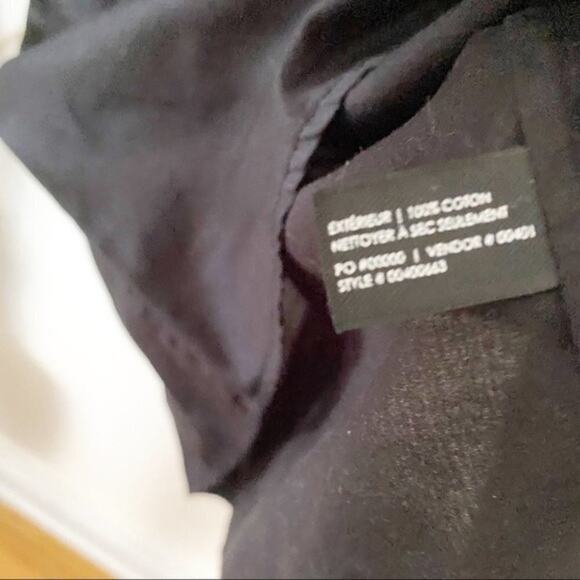 EXTÉRIEUR | 100% COTON
NETTOYER À SEC SEULEMENT
PO #00000 | VENDOR # 00401
STYLE # 00400663